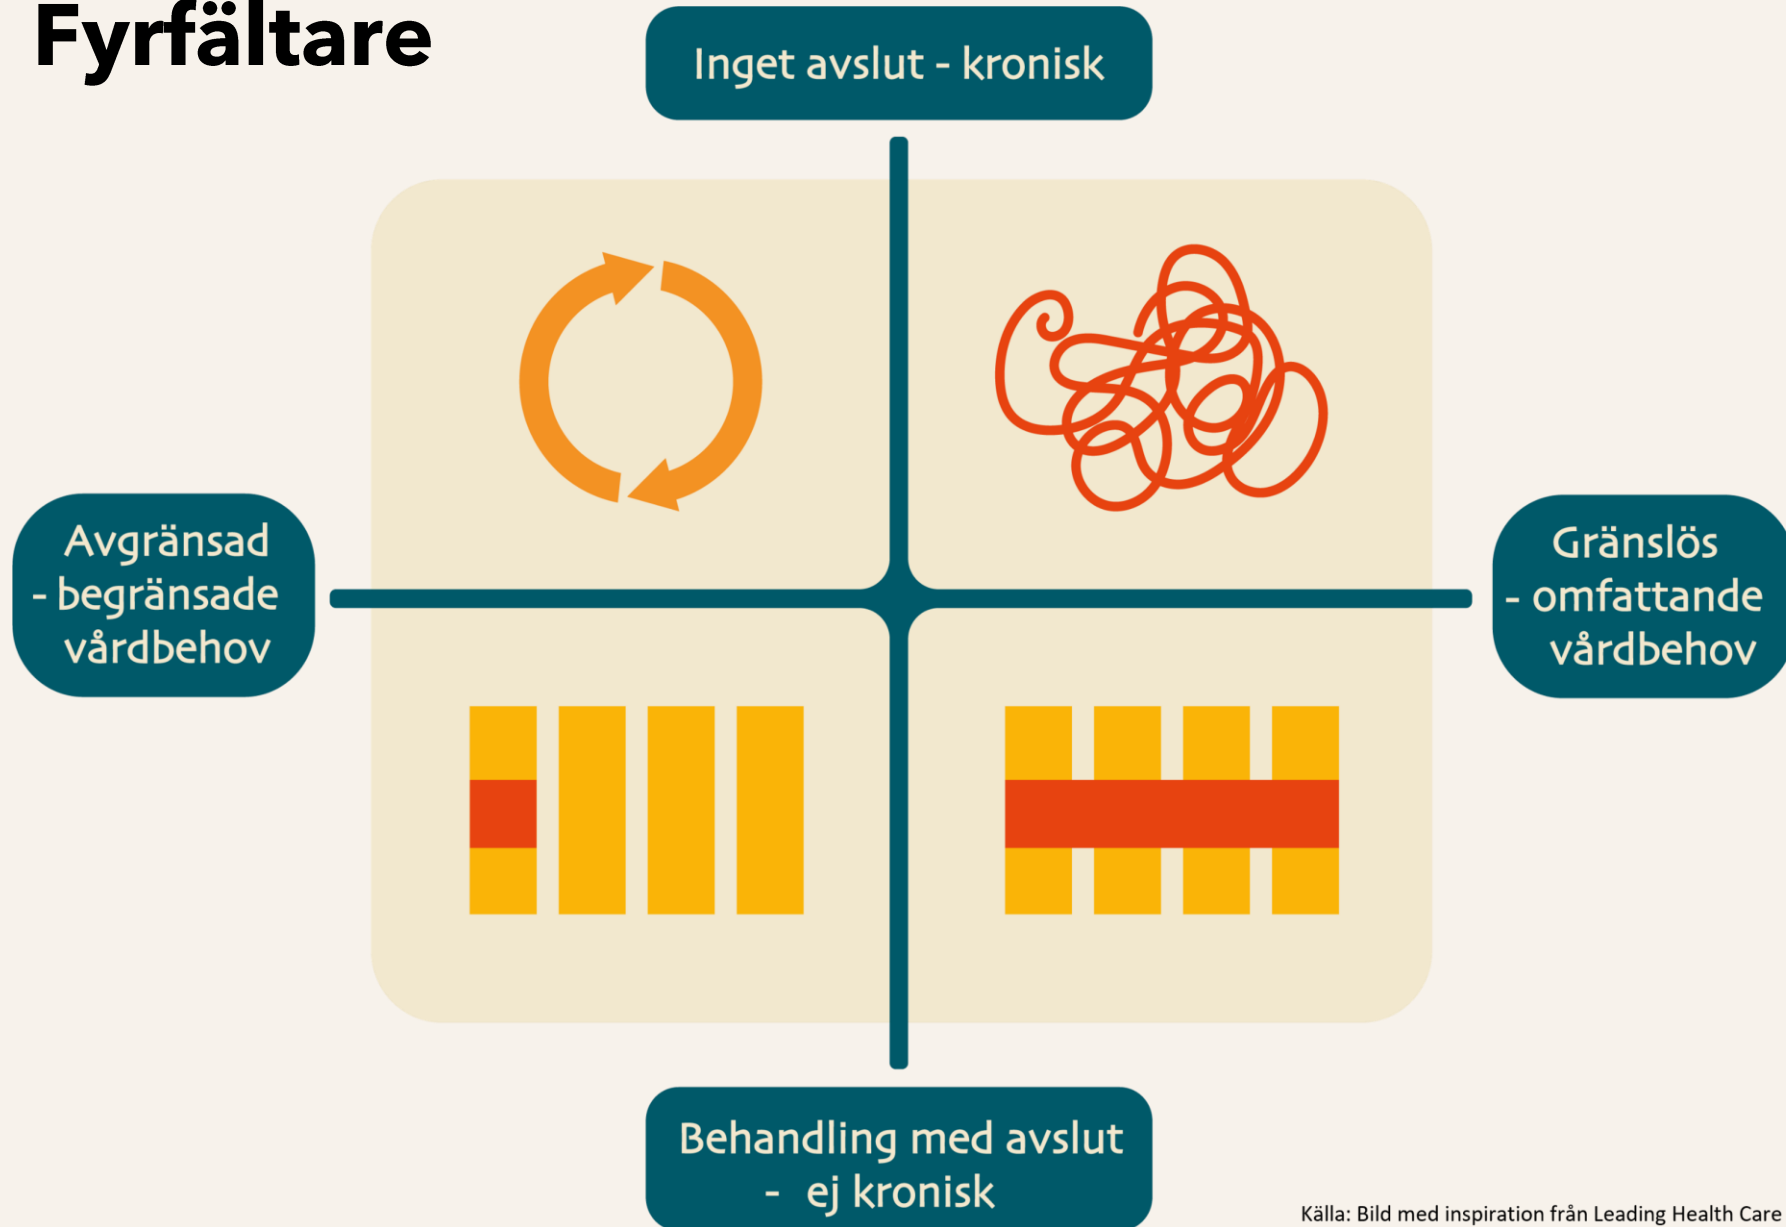 Fyrfältare
Inget avslut - kronisk
Avgränsad
- begränsade
vårdbehov
Gränslös
- omfattande
vårdbehov
Behandling med avslut
- ej kronisk
Källa: Bild med inspiration från Leading Health Care